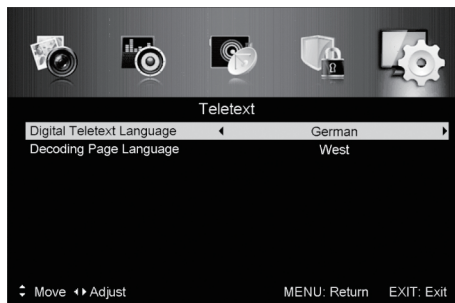 Teletext
Digital Teletext Language German
Decoding Page Language West
Move Adjust MENU: Return EXIT: Exit